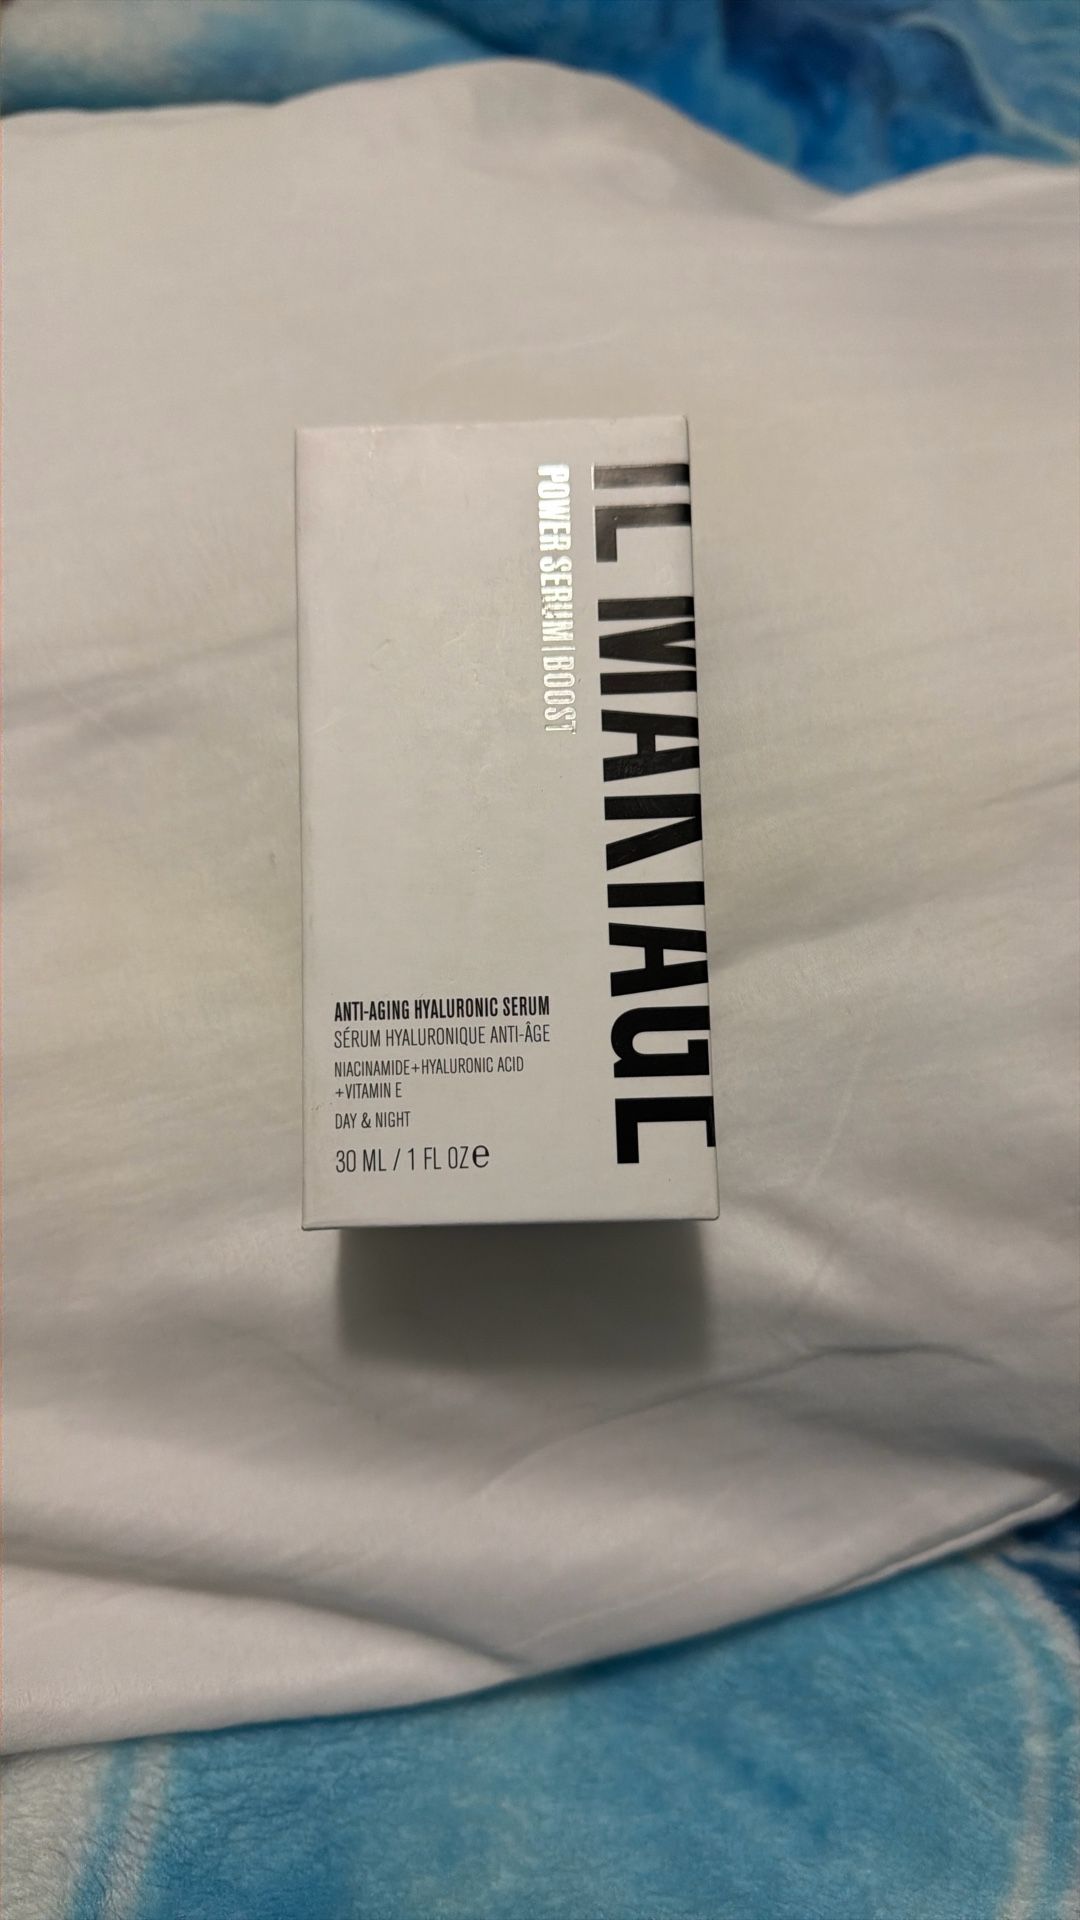 IL MAKIAGE
POWER SERUM | BOOST
ANTI-AGING HYALURONIC SERUM
SÉRUM HYALURONIQUE ANTI-ÂGE
NIACINAMIDE+HYALURONIC ACID
+VITAMIN E
DAY & NIGHT
30 ML / 1 FL OZ℮